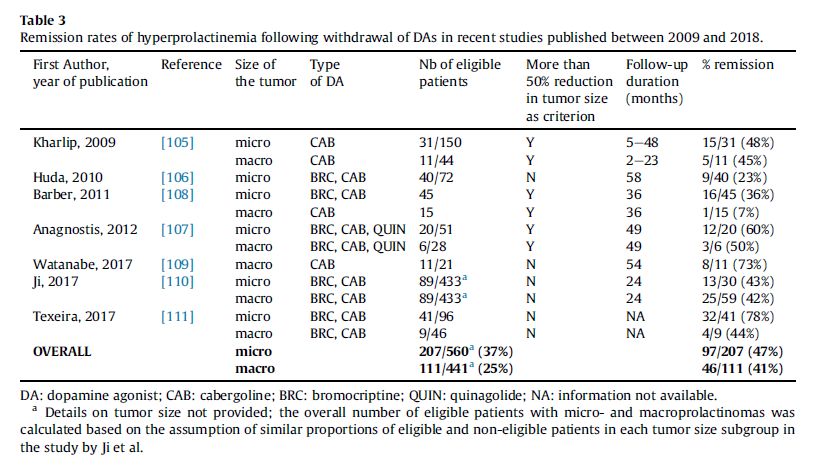 Table 3
Remission rates of hyperprolactinemia following withdrawal of DAs in recent studies published between 2009 and 2018.
First Author, Reference Size of Type Nb of eligible More than Follow-up % remission
year of publication the tumor of DA patients 50% reduction duration
in tumor size (months)
as criterion
Kharlip, 2009 [105] micro CAB 31/150 Y 5–48 15/31 (48%)
macro CAB 11/44 Y 2–23 5/11 (45%)
Huda, 2010 [106] micro BRC, CAB 40/72 N 58 9/40 (23%)
Barber, 2011 [108] micro BRC, CAB 45 Y 36 16/45 (36%)
macro CAB 15 Y 36 1/15 (7%)
Anagnostis, 2012 [107] micro BRC, CAB, QUIN 20/51 Y 49 12/20 (60%)
macro BRC, CAB, QUIN 6/28 Y 49 3/6 (50%)
Watanabe, 2017 [109] macro CAB 11/21 N 54 8/11 (73%)
Ji, 2017 [110] micro BRC, CAB 89/433a N 24 13/30 (43%)
macro BRC, CAB 89/433a N 24 25/59 (42%)
Texeira, 2017 [111] micro BRC, CAB 41/96 N NA 32/41 (78%)
macro BRC, CAB 9/46 N NA 4/9 (44%)
OVERALL micro 207/560a (37%) 97/207 (47%)
macro 111/441a (25%) 46/111 (41%)
DA: dopamine agonist; CAB: cabergoline; BRC: bromocriptine; QUIN: quinagolide; NA: information not available.
a Details on tumor size not provided; the overall number of eligible patients with micro- and macroprolactinomas was
calculated based on the assumption of similar proportions of eligible and non-eligible patients in each tumor size subgroup in
the study by Ji et al.